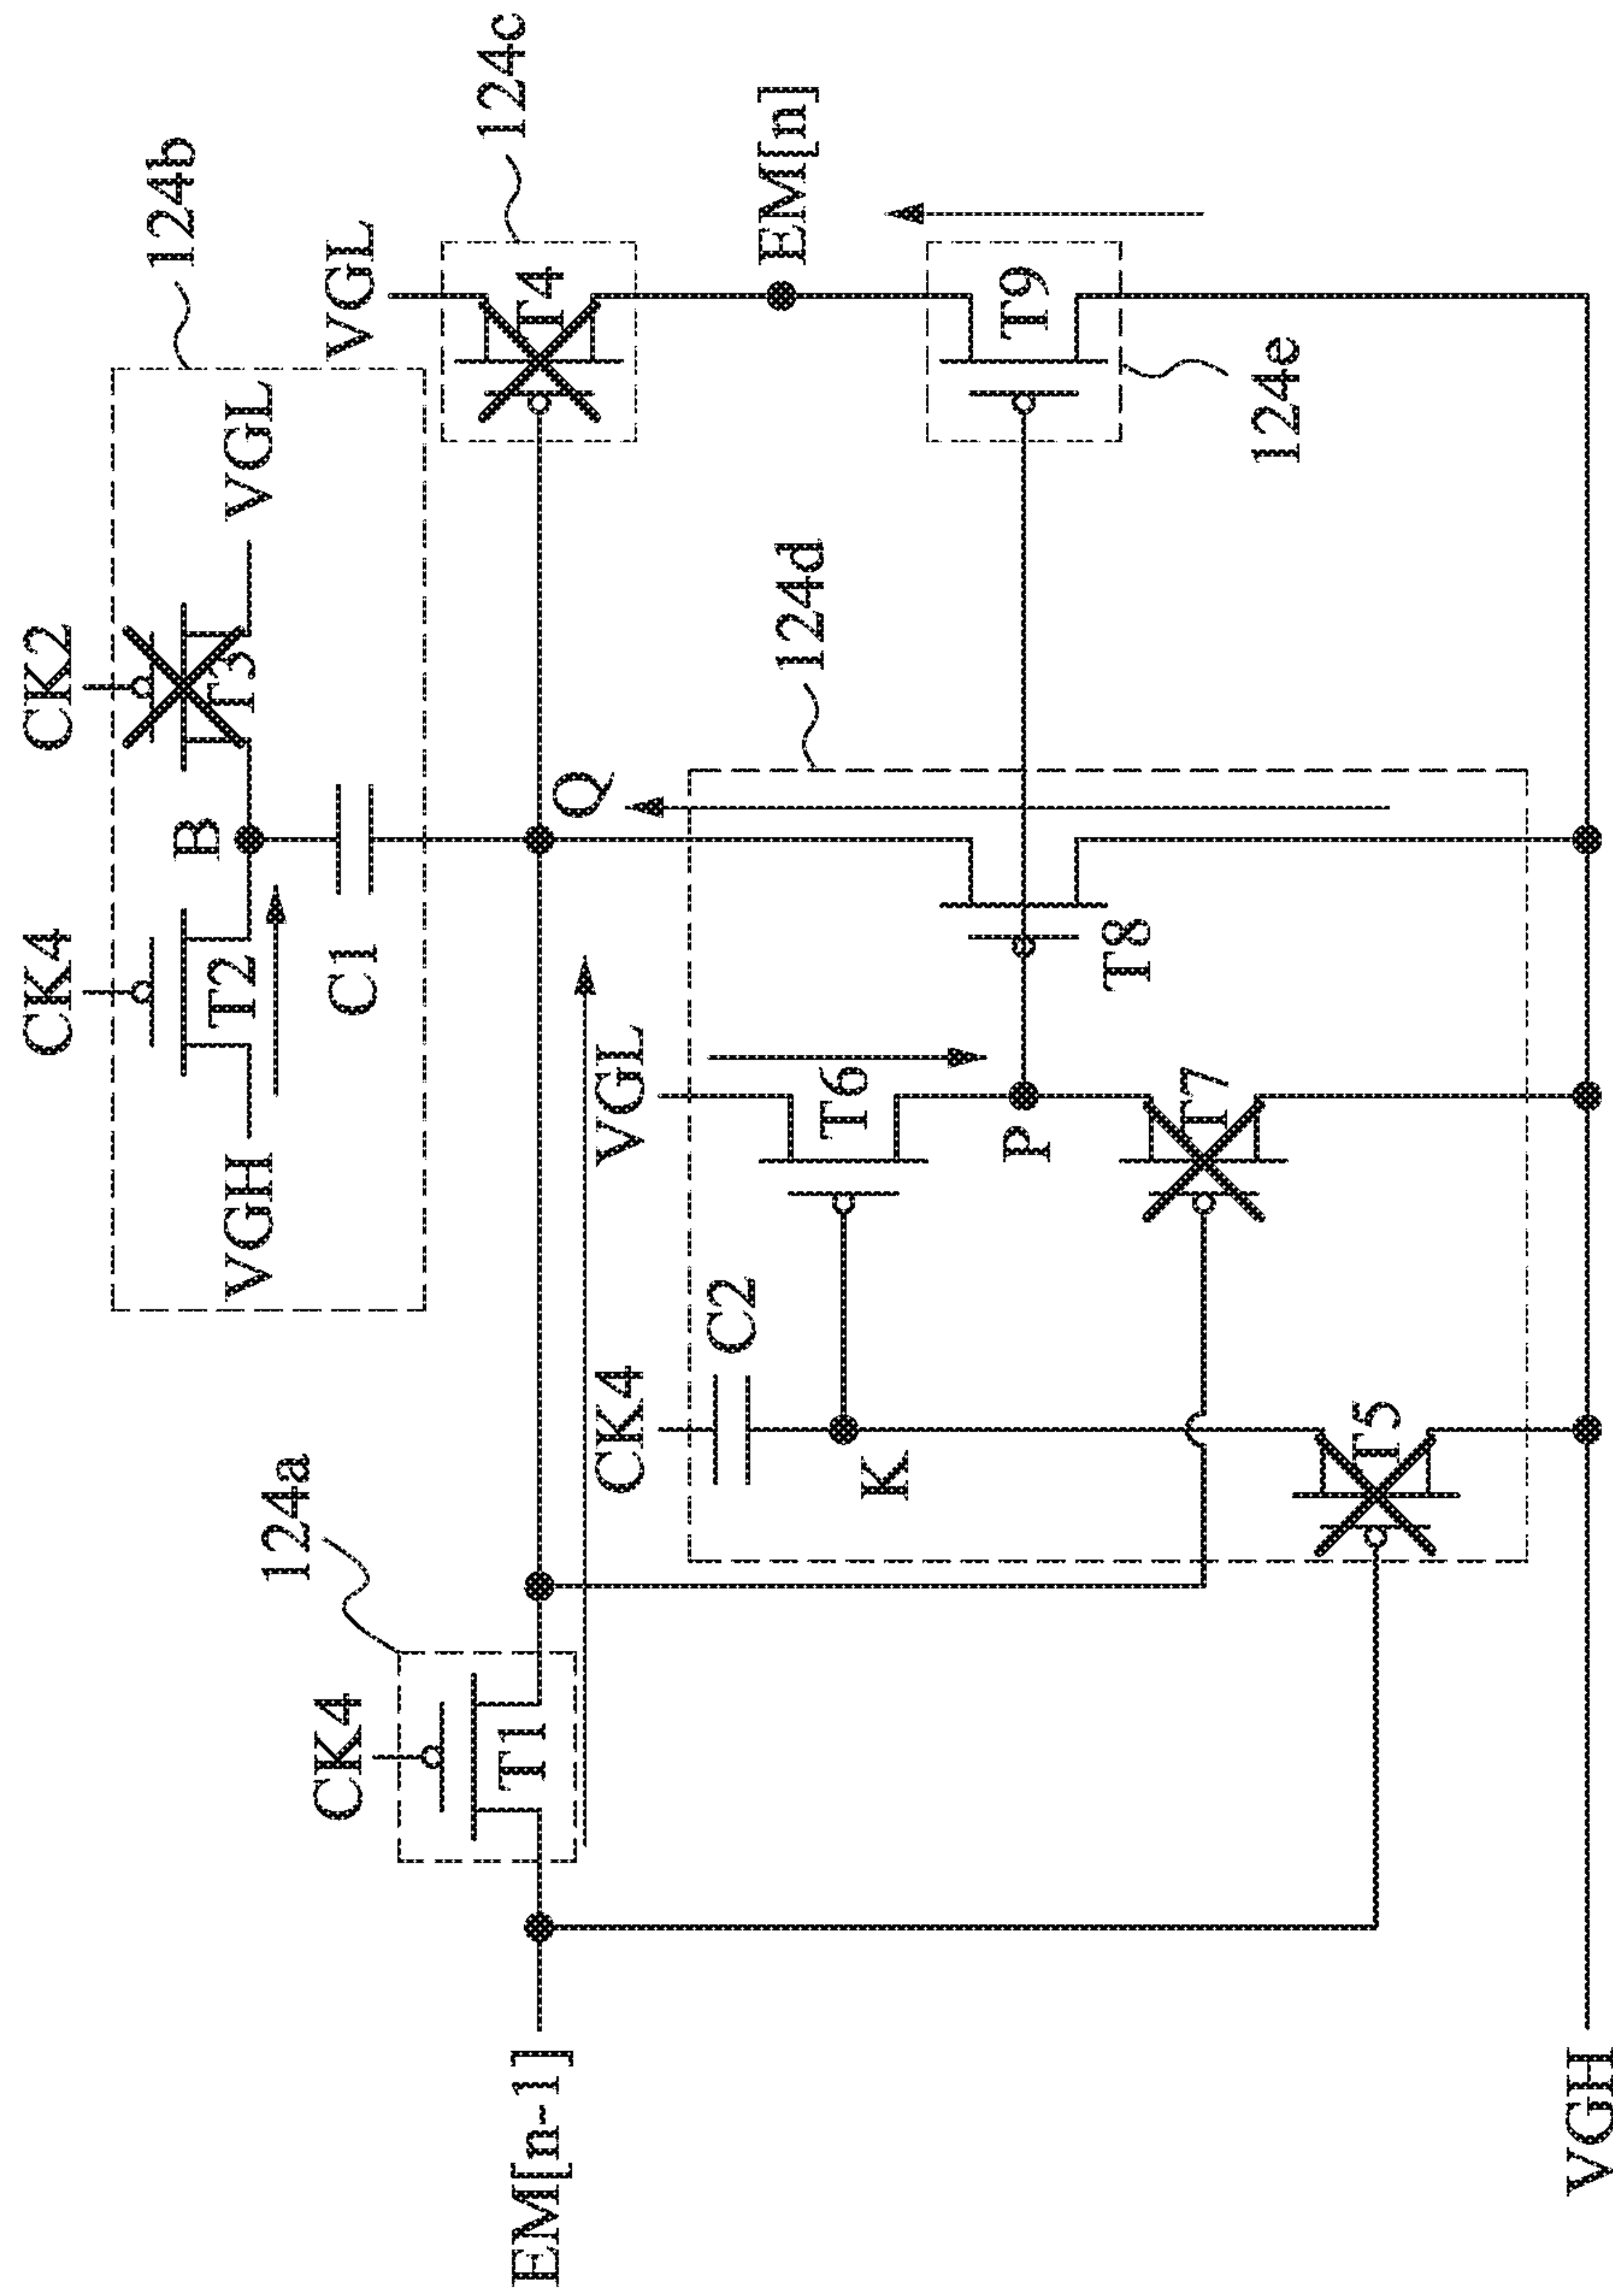 124b
124c
CK4
CK2
VGH
T2
B
T3
VGL
VGL
C1
T4
124a
CK4
T1
Q
EM[n-1]
EM[n]
124d
CK4
C2
VGL
K
T6
P
T9
T8
T7
124e
T5
VGH